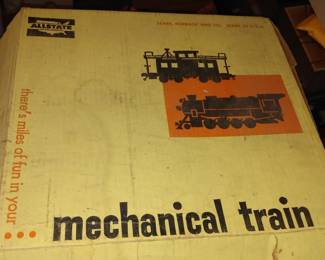 ALLSTATE
SEARS, ROEBUCK AND CO.
there's miles of fun in your...
mechanical train